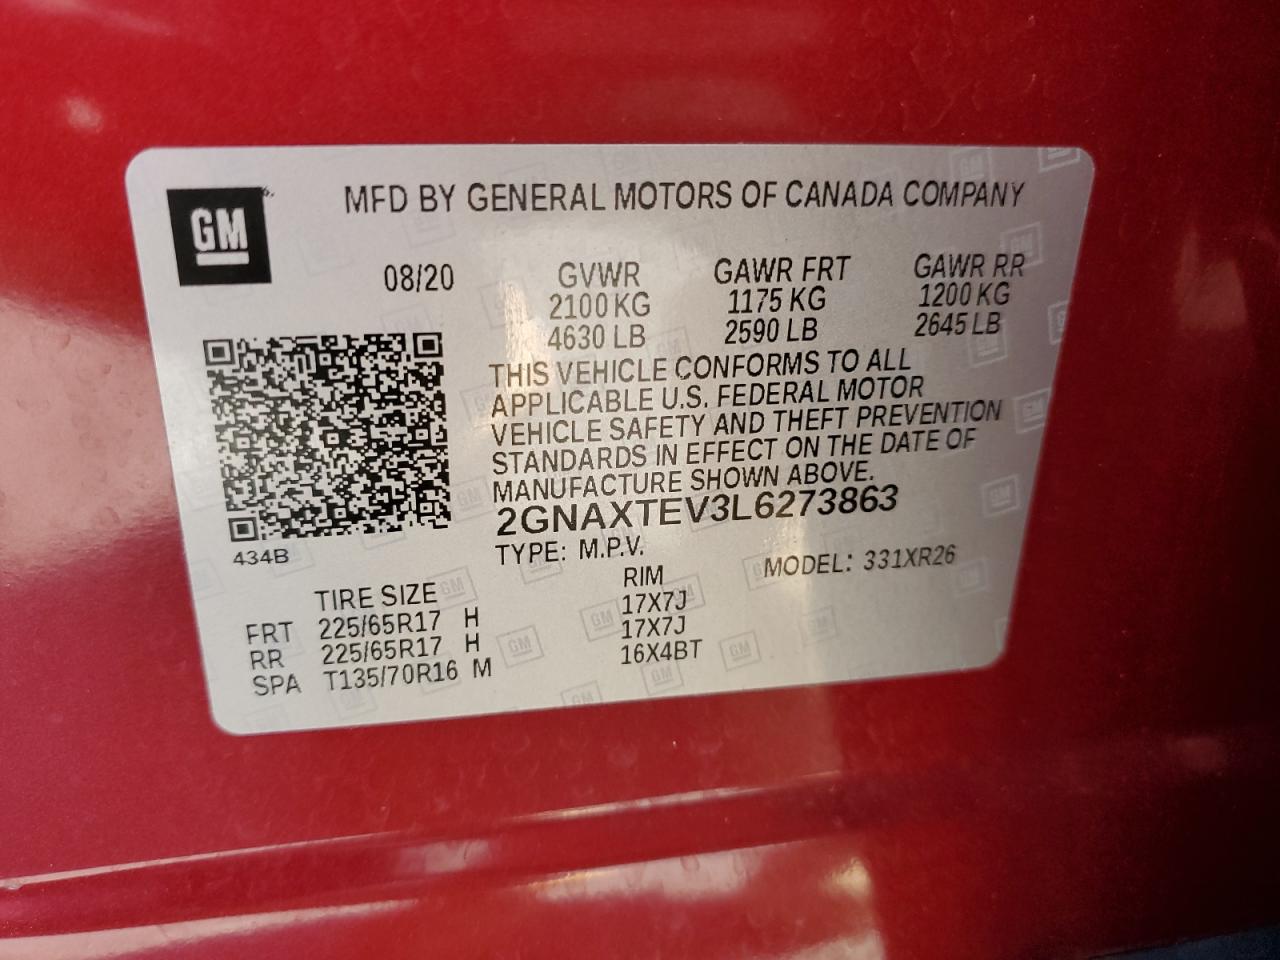 GM
MFD BY GENERAL MOTORS OF CANADA COMPANY
08/20
GVWR GAWR FRT GAWR RR
2100 KG 1175 KG 1200 KG
4630 LB 2590 LB 2645 LB
THIS VEHICLE CONFORMS TO ALL
APPLICABLE U.S. FEDERAL MOTOR
VEHICLE SAFETY AND THEFT PREVENTION
STANDARDS IN EFFECT ON THE DATE OF
MANUFACTURE SHOWN ABOVE.
2GNAXTEV3L6273863
434B
TYPE: M.P.V. MODEL: 331XR26
TIRE SIZE RIM
FRT 225/65R17 H 17X7J
RR 225/65R17 H 17X7J
SPA T135/70R16 M 16X4BT